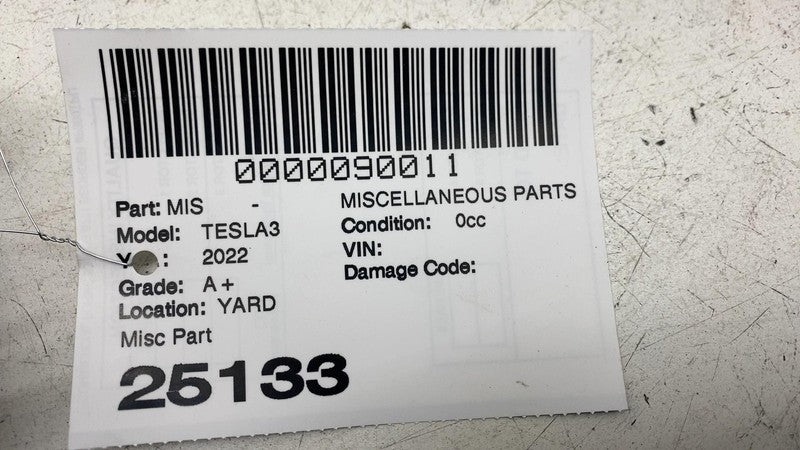 0000090011
Part: MIS - MISCELLANEOUS PARTS
Model: TESLA3 Condition: 0cc
Y : 2022 VIN:
Grade: A+ Damage Code:
Location: YARD
Misc Part
25133